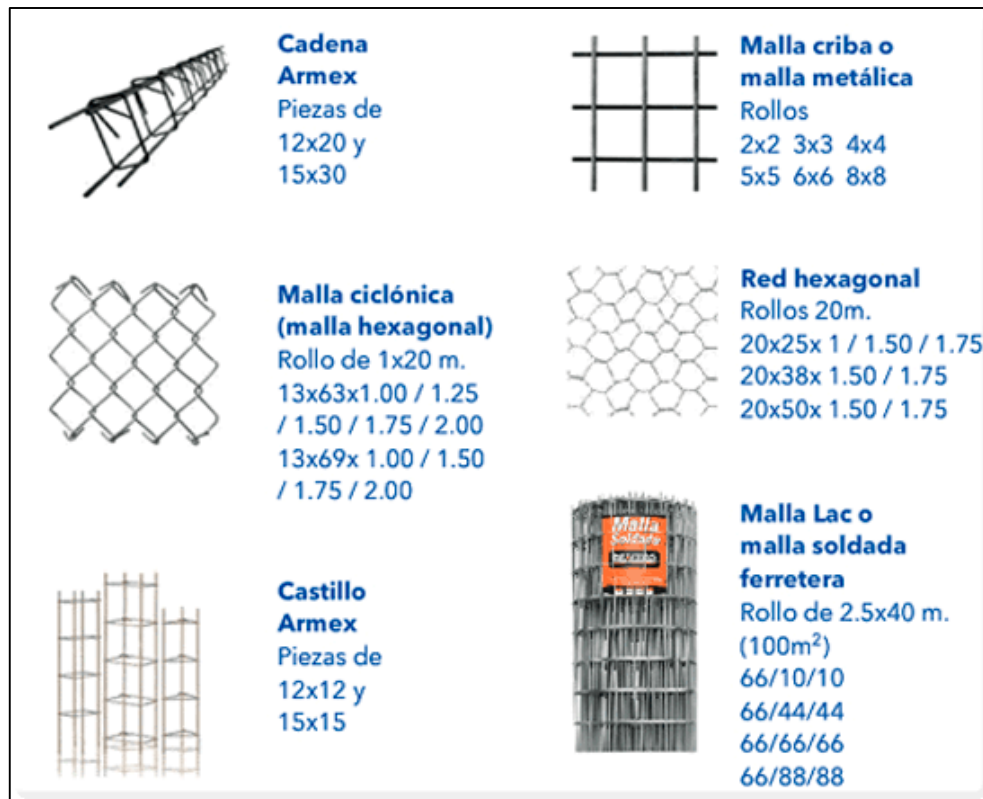 Cadena
Armex
Piezas de
12x20 y
15x30
Malla criba o
malla metálica
Rollos
2x2 3x3 4x4
5x5 6x6 8x8
Malla ciclónica
(malla hexagonal)
Rollo de 1x20 m.
13x63x1.00 / 1.25
/ 1.50 / 1.75 / 2.00
13x69x 1.00 / 1.50
/ 1.75 / 2.00
Red hexagonal
Rollos 20m.
20x25x 1 / 1.50 / 1.75
20x38x 1.50 / 1.75
20x50x 1.50 / 1.75
Castillo
Armex
Piezas de
12x12 y
15x15
Malla
Soldada
Malla Lac o
malla soldada
ferretera
Rollo de 2.5x40 m.
(100m²)
66/10/10
66/44/44
66/66/66
66/88/88